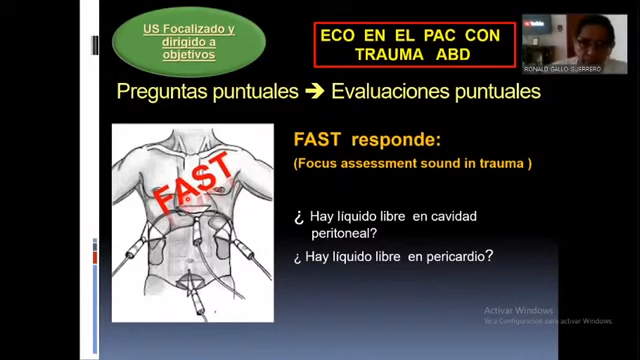 US Focalizado y
dirigido a
objetivos
ECO EN EL PAC CON
TRAUMA ABD
RONALD GALLO GUERRERO
Preguntas puntuales ➔ Evaluaciones puntuales
FAST
FAST responde:
(Focus assessment sound in trauma )
¿ Hay líquido libre en cavidad
peritoneal?
¿ Hay líquido libre en pericardio?
Activar Windows
Ve a Configuración para activar Windows.